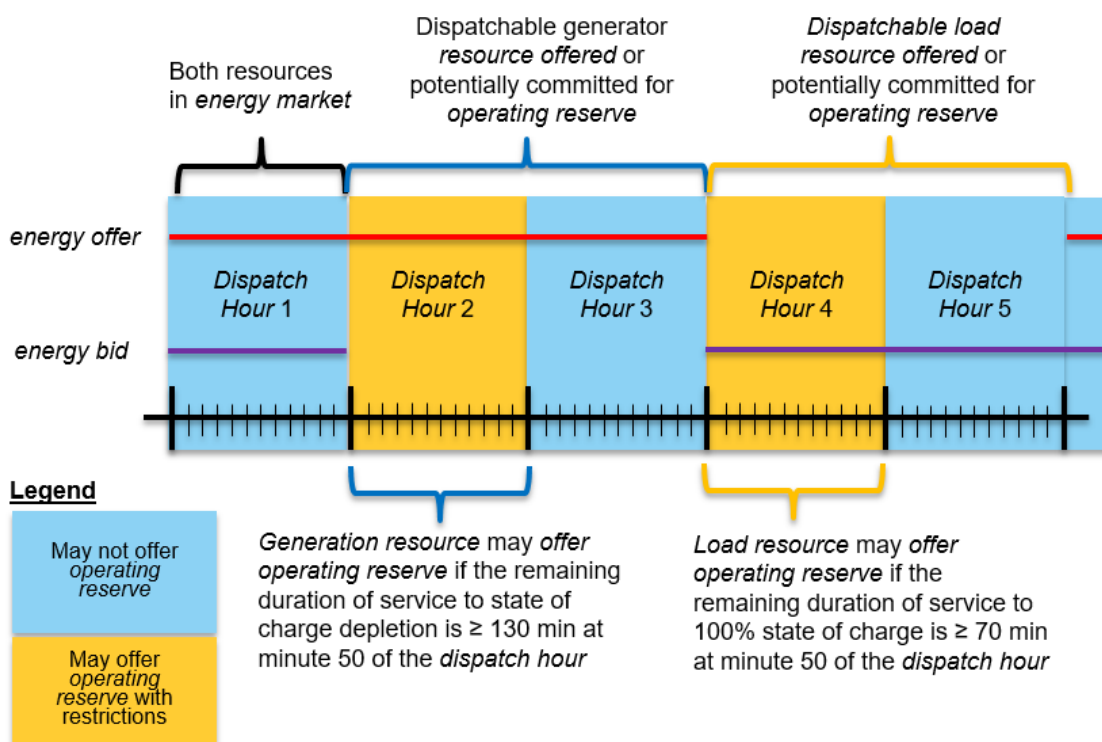 Both resources
in energy market
Dispatchable generator
resource offered or
potentially committed for
operating reserve
Dispatchable load
resource offered or
potentially committed for
operating reserve
energy offer
Dispatch
Hour 1
Dispatch
Hour 2
Dispatch
Hour 3
Dispatch
Hour 4
Dispatch
Hour 5
energy bid
Legend
May not offer
operating
reserve
May offer
operating
reserve with
restrictions
Generation resource may offer
operating reserve if the remaining
duration of service to state of
charge depletion is ≥ 130 min at
minute 50 of the dispatch hour
Load resource may offer
operating reserve if the
remaining duration of service to
100% state of charge is ≥ 70 min
at minute 50 of the dispatch hour